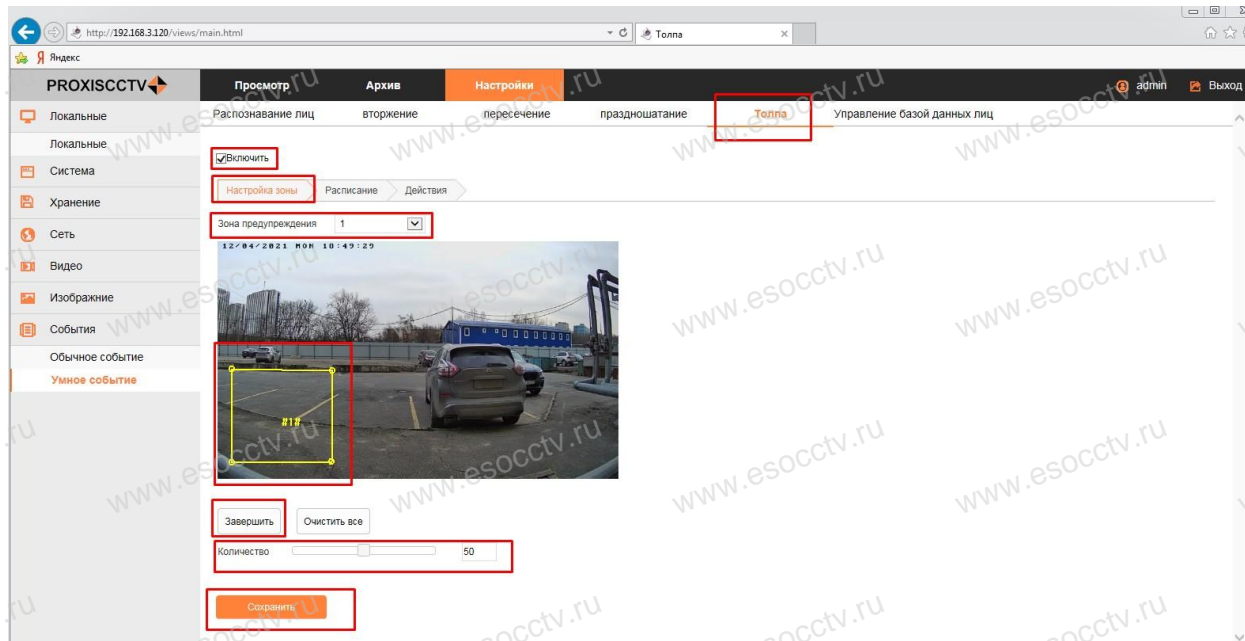 http://192.168.3.120/views/main.html
Толпа
Яндекс
PROXISCCTV
Просмотр
Архив
Настройки
admin
Выход
Локальные
Распознавание лиц
вторжение
пересечение
праздношатание
Толпа
Управление базой данных лиц
Локальные
Система
Хранение
Сеть
Видео
Изображние
События
Обычное событие
Умное событие
Включить
Настройка зоны
Расписание
Действия
Зона предупреждения 1
12/04/2021 MON 10:49:29
#1#
Завершить
Очистить все
Количество 50
Сохранить
www.esocctv.ru